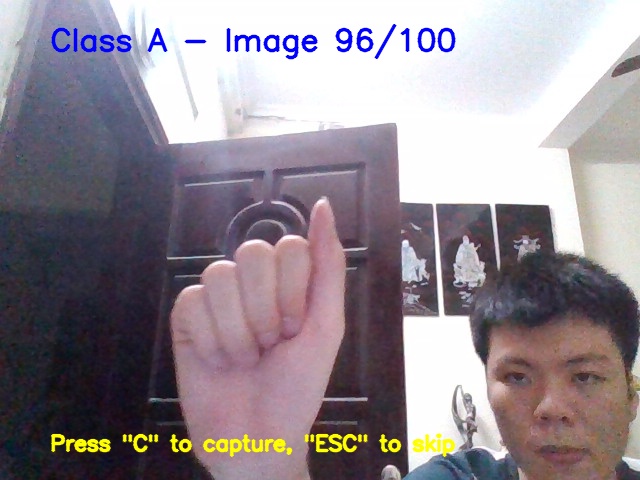 Class A - Image 96/100
Press "C" to capture, "ESC" to skip